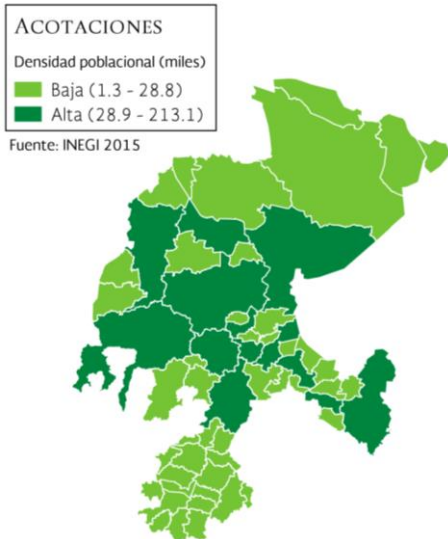 ACOTACIONES
Densidad poblacional (miles)
Baja (1.3 - 28.8)
Alta (28.9 - 213.1)
Fuente: INEGI 2015